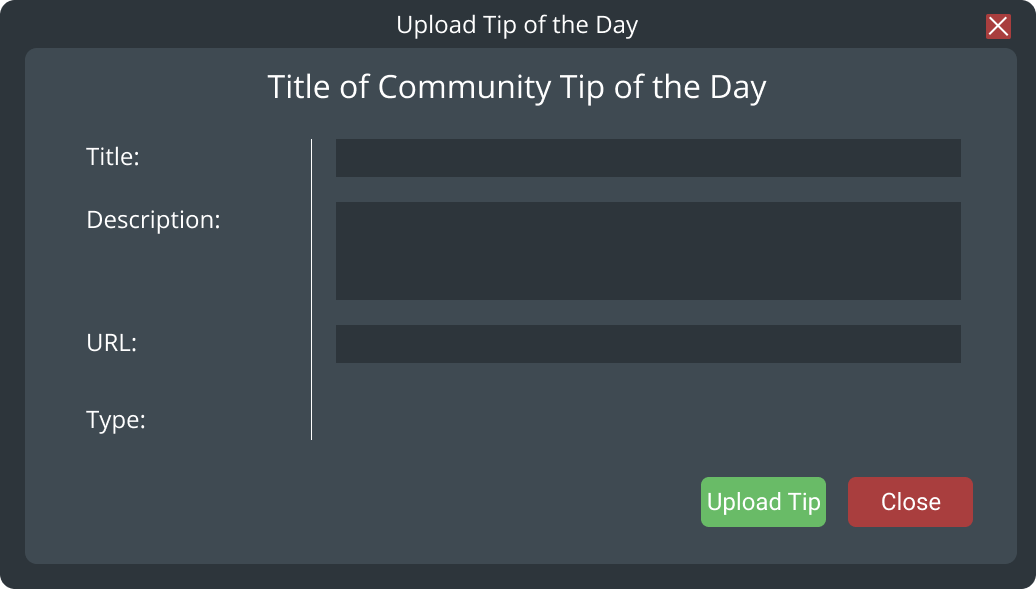 Upload Tip of the Day
Title of Community Tip of the Day
Title:
Description:
URL:
Type:
Upload Tip
Close